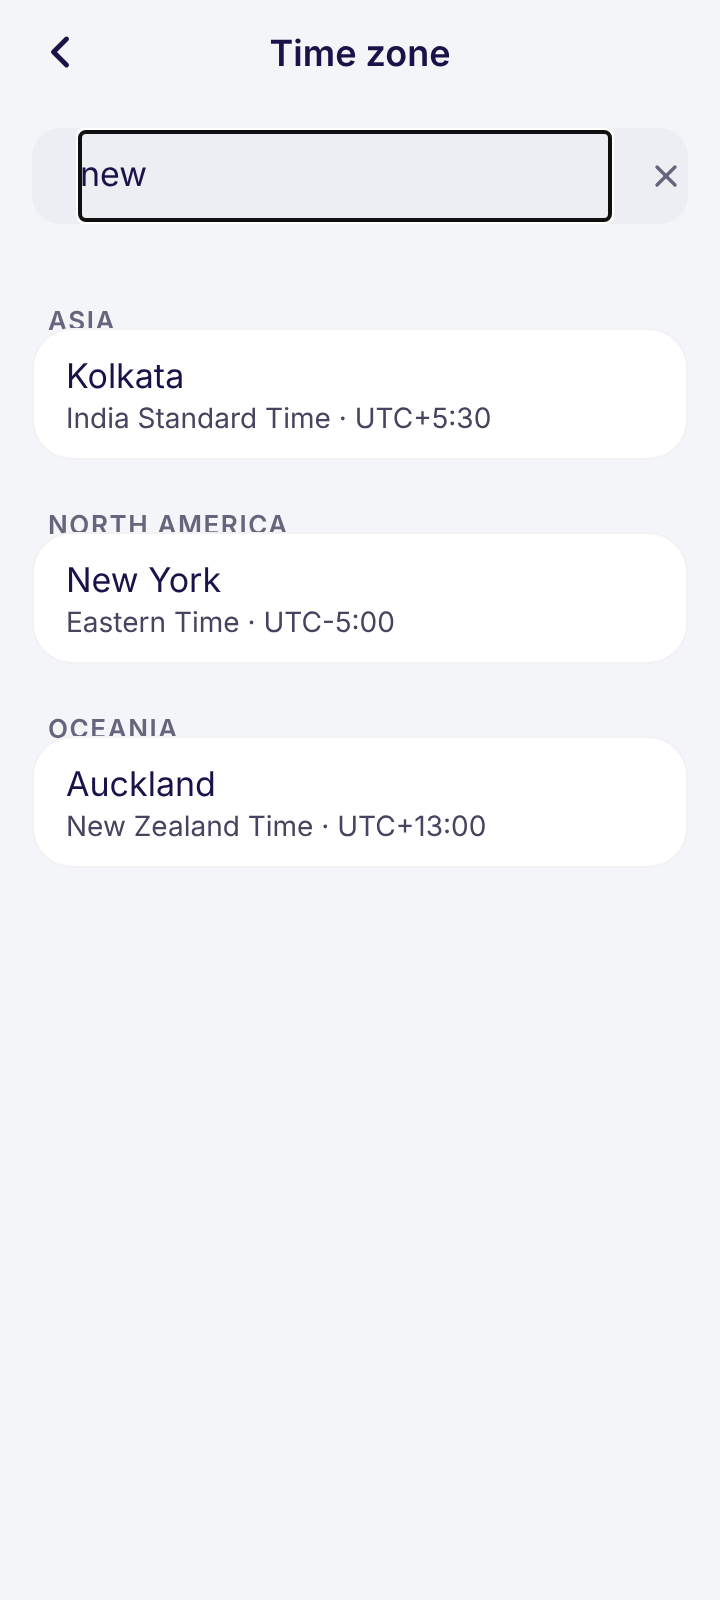 Time zone
new
ASIA
Kolkata
India Standard Time · UTC+5:30
NORTH AMERICA
New York
Eastern Time · UTC-5:00
OCEANIA
Auckland
New Zealand Time · UTC+13:00